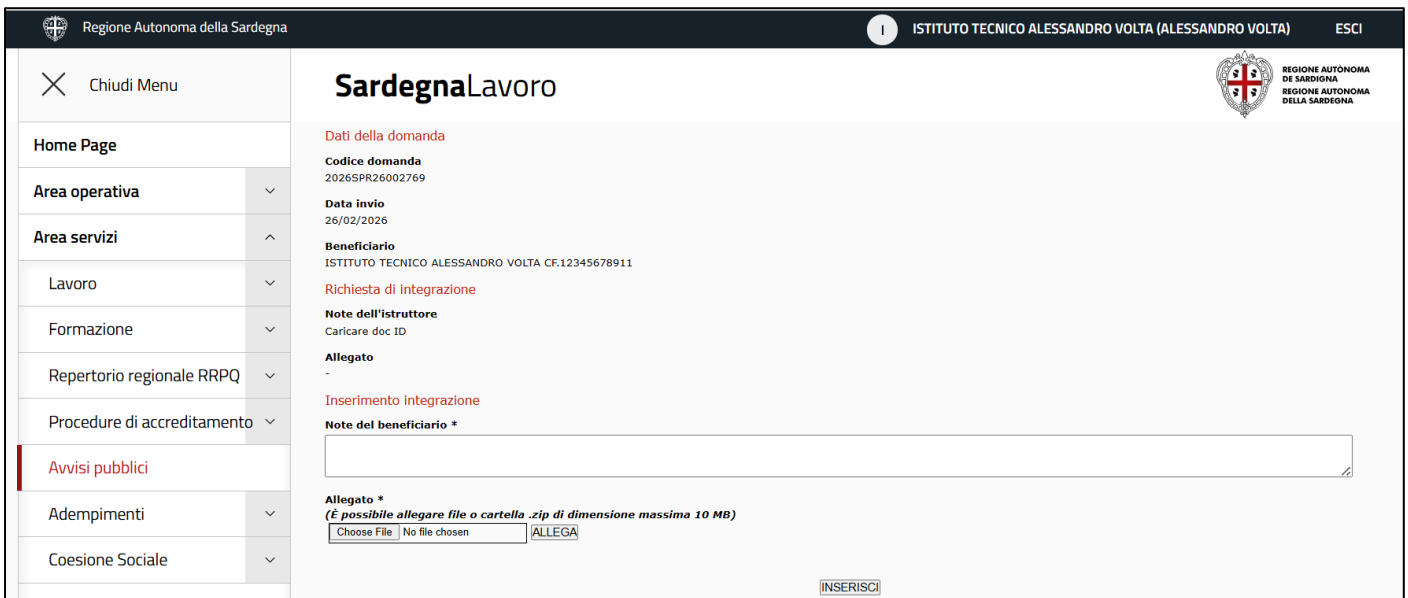 Regione Autonoma della Sardegna
I
ISTITUTO TECNICO ALESSANDRO VOLTA (ALESSANDRO VOLTA)
ESCI
Chiudi Menu
SardegnaLavoro
REGIONE AUTÒNOMA
DE SARDIGNA
REGIONE AUTONOMA
DELLA SARDEGNA
Home Page
Area operativa
Area servizi
Lavoro
Formazione
Repertorio regionale RRPQ
Procedure di accreditamento
Avvisi pubblici
Adempimenti
Coesione Sociale
Dati della domanda
Codice domanda
2026SPR26002769
Data invio
26/02/2026
Beneficiario
ISTITUTO TECNICO ALESSANDRO VOLTA CF.12345678911
Richiesta di integrazione
Note dell'istruttore
Caricare doc ID
Allegato
-
Inserimento integrazione
Note del beneficiario *
Allegato *
(È possibile allegare file o cartella .zip di dimensione massima 10 MB)
Choose File No file chosen ALLEGA
INSERISCI